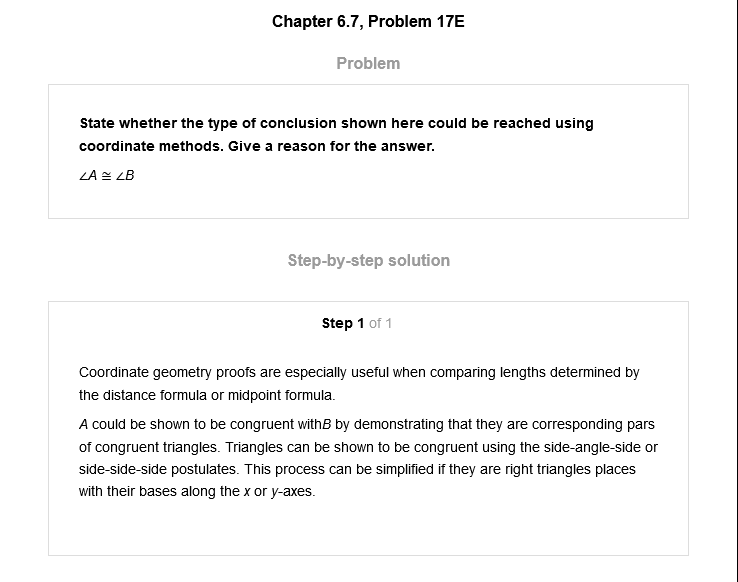 Chapter 6.7, Problem 17E
Problem
State whether the type of conclusion shown here could be reached using
coordinate methods. Give a reason for the answer.
∠A ≅ ∠B
Step-by-step solution
Step 1 of 1
Coordinate geometry proofs are especially useful when comparing lengths determined by
the distance formula or midpoint formula.
A could be shown to be congruent withB by demonstrating that they are corresponding pars
of congruent triangles. Triangles can be shown to be congruent using the side-angle-side or
side-side-side postulates. This process can be simplified if they are right triangles places
with their bases along the x or y-axes.